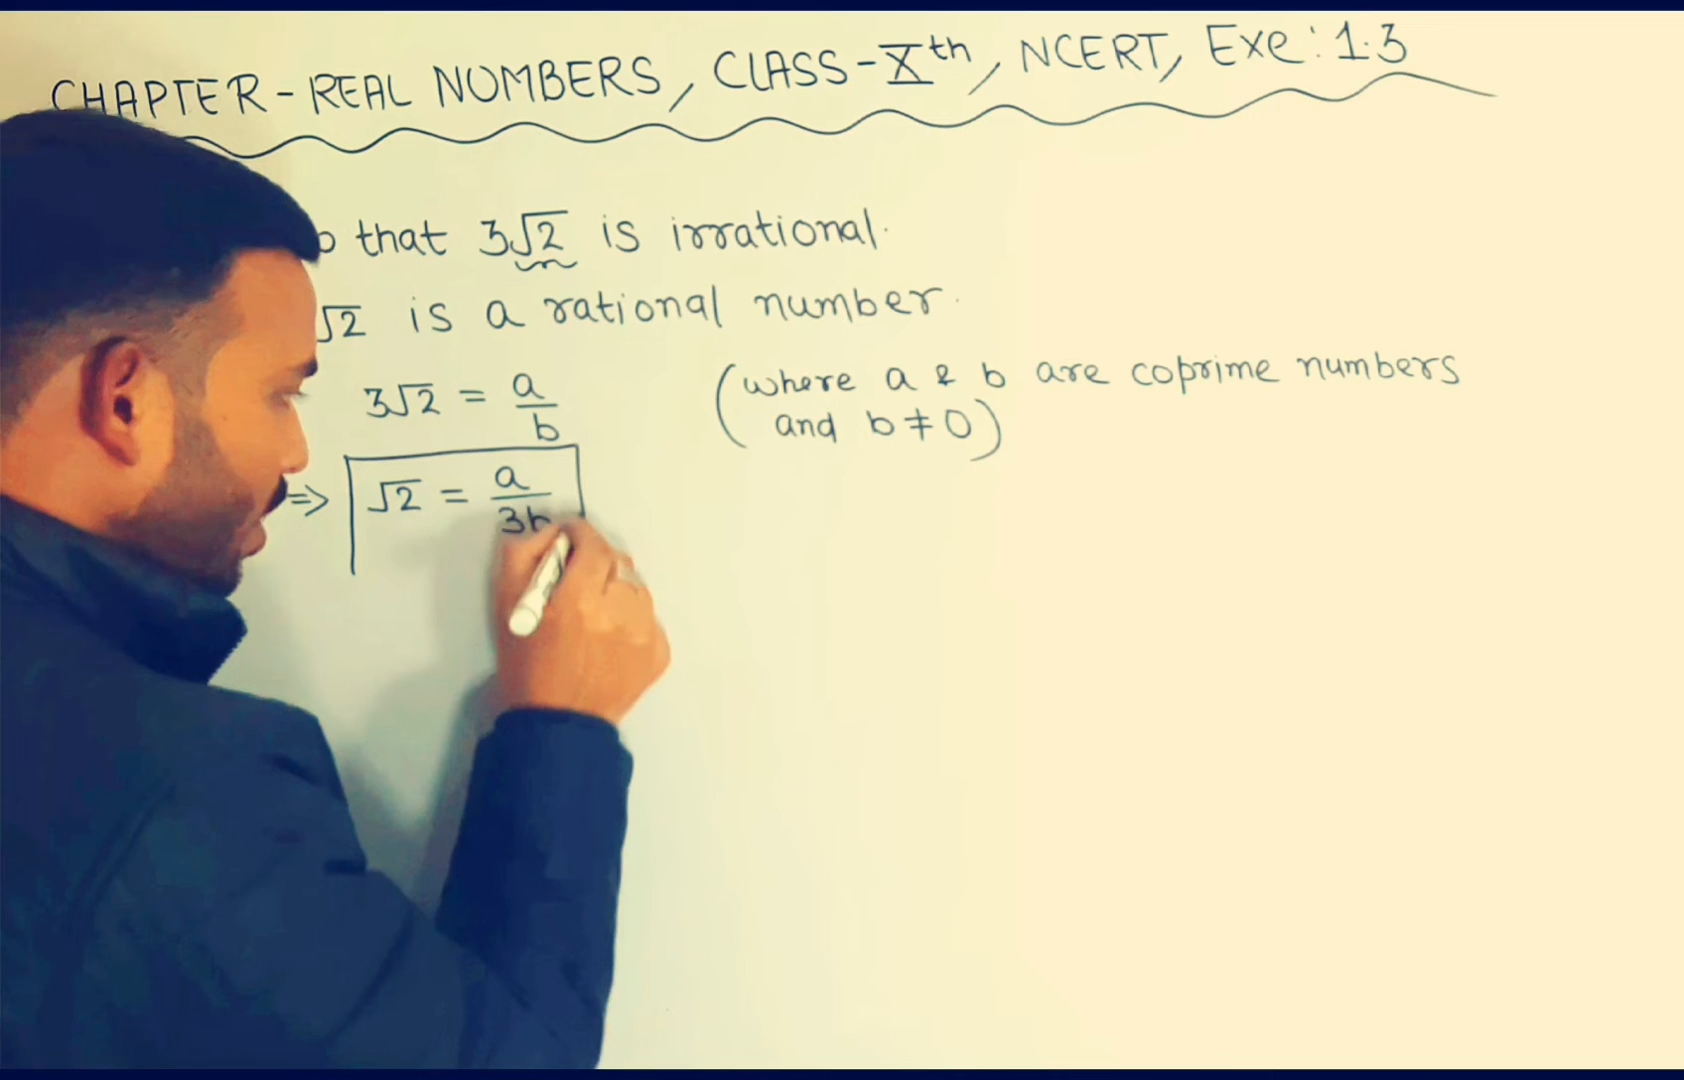 CHAPTER - REAL NUMBERS, CLASS - Xth, NCERT, Exe: 1.3
that 3√2 is irrational.
√2 is a rational number.
3√2 = a/b (where a & b are coprime numbers
and b ≠ 0)
⇒ √2 = a/3b